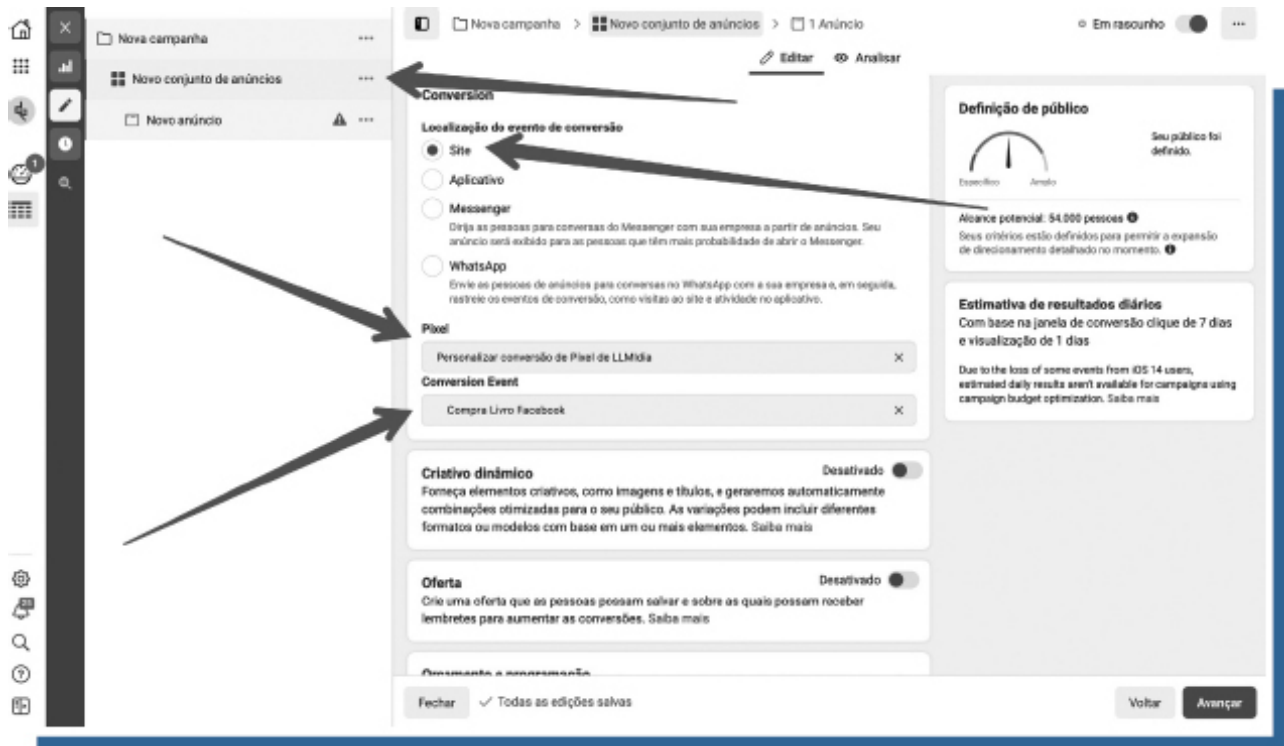 Nova campanha
Novo conjunto de anúncios
Novo anúncio
1
Nova campanha > Novo conjunto de anúncios > 1 Anúncio
Em rascunho
Editar
Analisar
Conversion
Localização do evento de conversão
Site
Aplicativo
Messenger
Dirija as pessoas para conversas do Messenger com sua empresa a partir de anúncios. Seu
anúncio será exibido para as pessoas que têm mais probabilidade de abrir o Messenger.
WhatsApp
Envie as pessoas de anúncios para conversas no WhatsApp com a sua empresa e, em seguida,
rastreie os eventos de conversão, como visitas ao site e atividade no aplicativo.
Pixel
Personalizar conversão de Pixel de LLMidia
Conversion Event
Compra Livro Facebook
Criativo dinâmico
Desativado
Forneça elementos criativos, como imagens e títulos, e geraremos automaticamente
combinações otimizadas para o seu público. As variações podem incluir diferentes
formatos ou modelos com base em um ou mais elementos. Saiba mais
Oferta
Desativado
Crie uma oferta que as pessoas possam salvar e sobre as quais possam receber
lembretes para aumentar as conversões. Saiba mais
Orçamento e programação
Fechar
Todas as edições salvas
Voltar
Avançar
Definição de público
Seu público foi
definido.
Específico
Amplo
Alcance potencial: 54.000 pessoas
Seus critérios estão definidos para permitir a expansão
de direcionamento detalhado no momento.
Estimativa de resultados diários
Com base na janela de conversão clique de 7 dias
e visualização de 1 dias
Due to the loss of some events from iOS 14 users,
estimated daily results aren't available for campaigns using
campaign budget optimization. Saiba mais